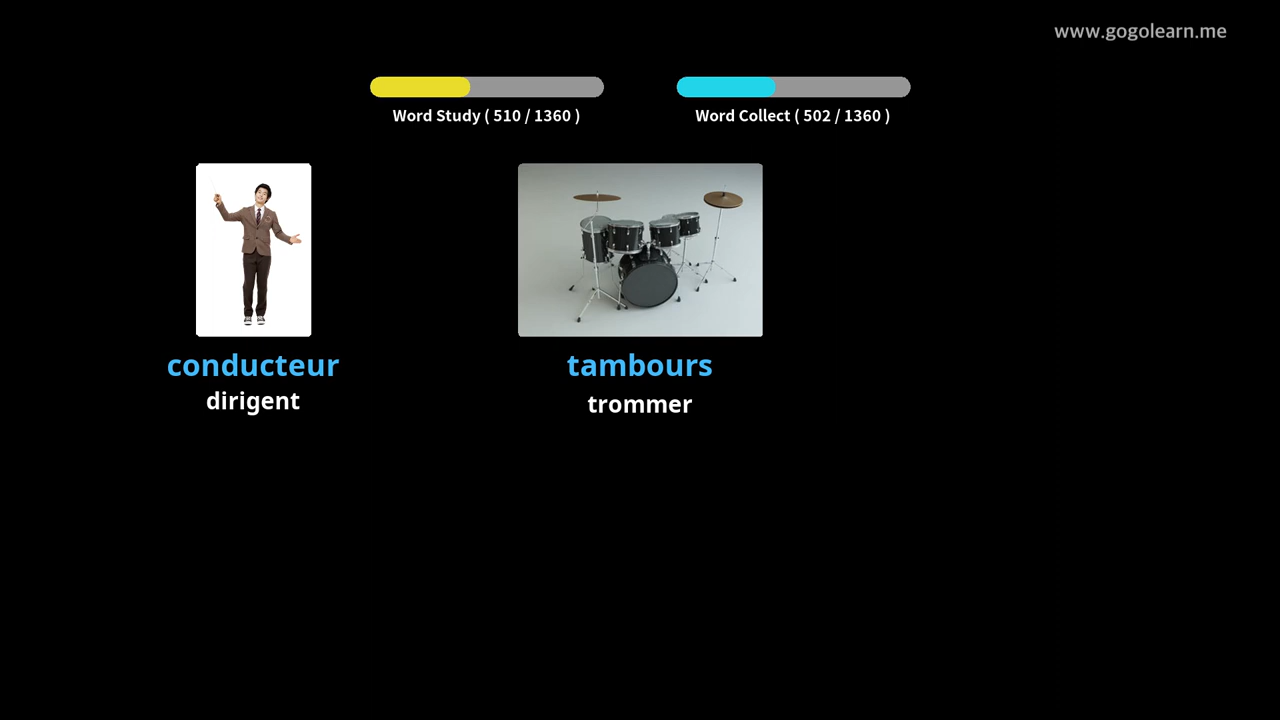 www.gogolearn.me
Word Study ( 510 / 1360 )
Word Collect ( 502 / 1360 )
conducteur
dirigent
tambours
trommer